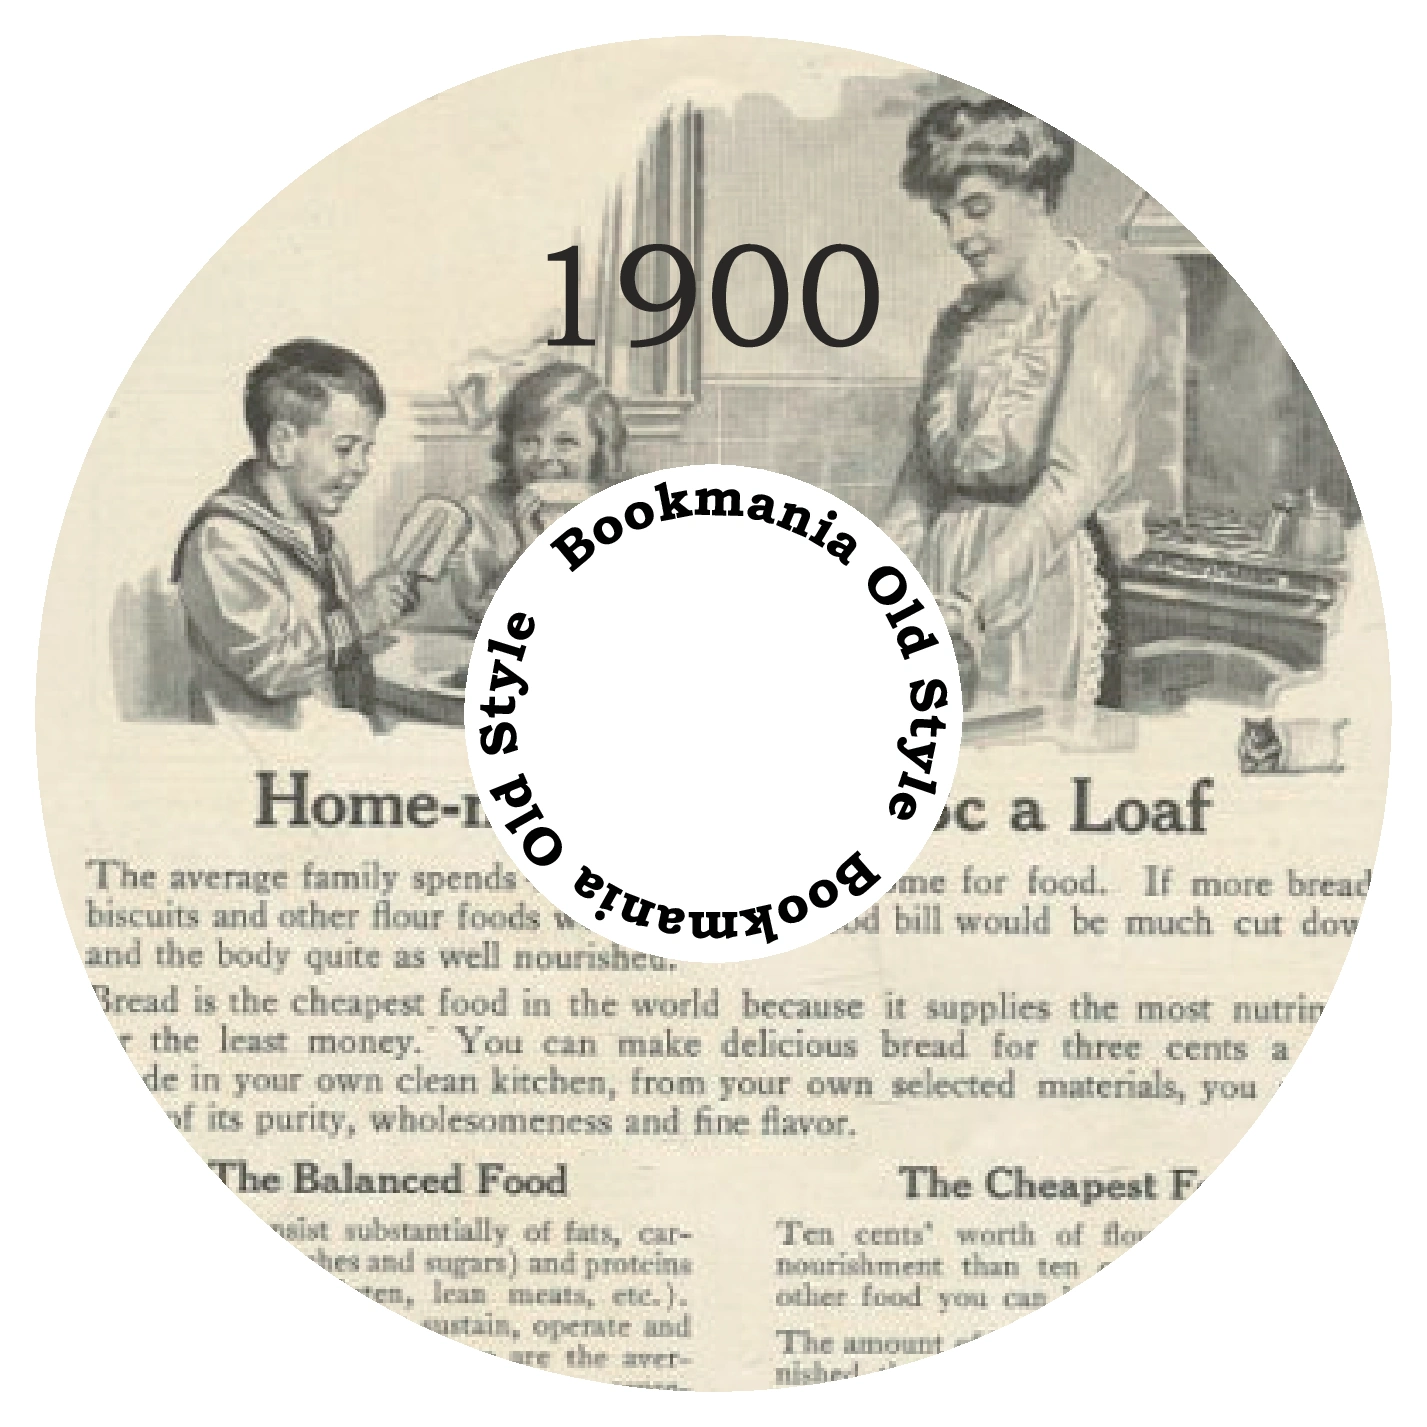 1900
Bookmania Old Style
Bookmania Old Style
Home-
c a Loaf
The average family spends for food. If more bread
biscuits and other flour foods bill would be much cut
and the body quite as well nourished.
Bread is the cheapest food in the world because it supplies the most
the least money. You can make delicious bread for three cents a
in your own clean kitchen, from your own selected materials, you
of its purity, wholesomeness and fine flavor.
The Balanced Food
substantially of fats, car-
and sugars) and proteins
lean meats, etc.).
sustain, operate and
are the aver-
The Cheapest
Ten cents' worth of
nourishment than ten
other food you can
The amount